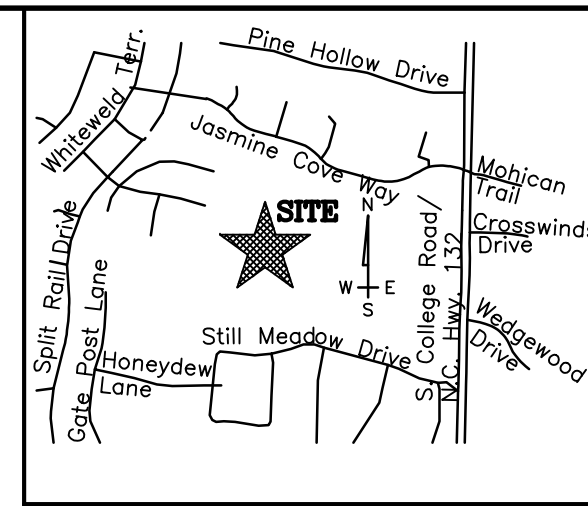 Pine Hollow Drive
Whiteweld Terr.
Jasmine Cove Way
Mohican
Trail
SITE
N
W E
S
Crosswinds
Drive
S. College Road/
N.C. Hwy. 132
Split Rail Drive
Gate Post Lane
Still Meadow Drive
Honeydew
Lane
Wedgewood
Drive